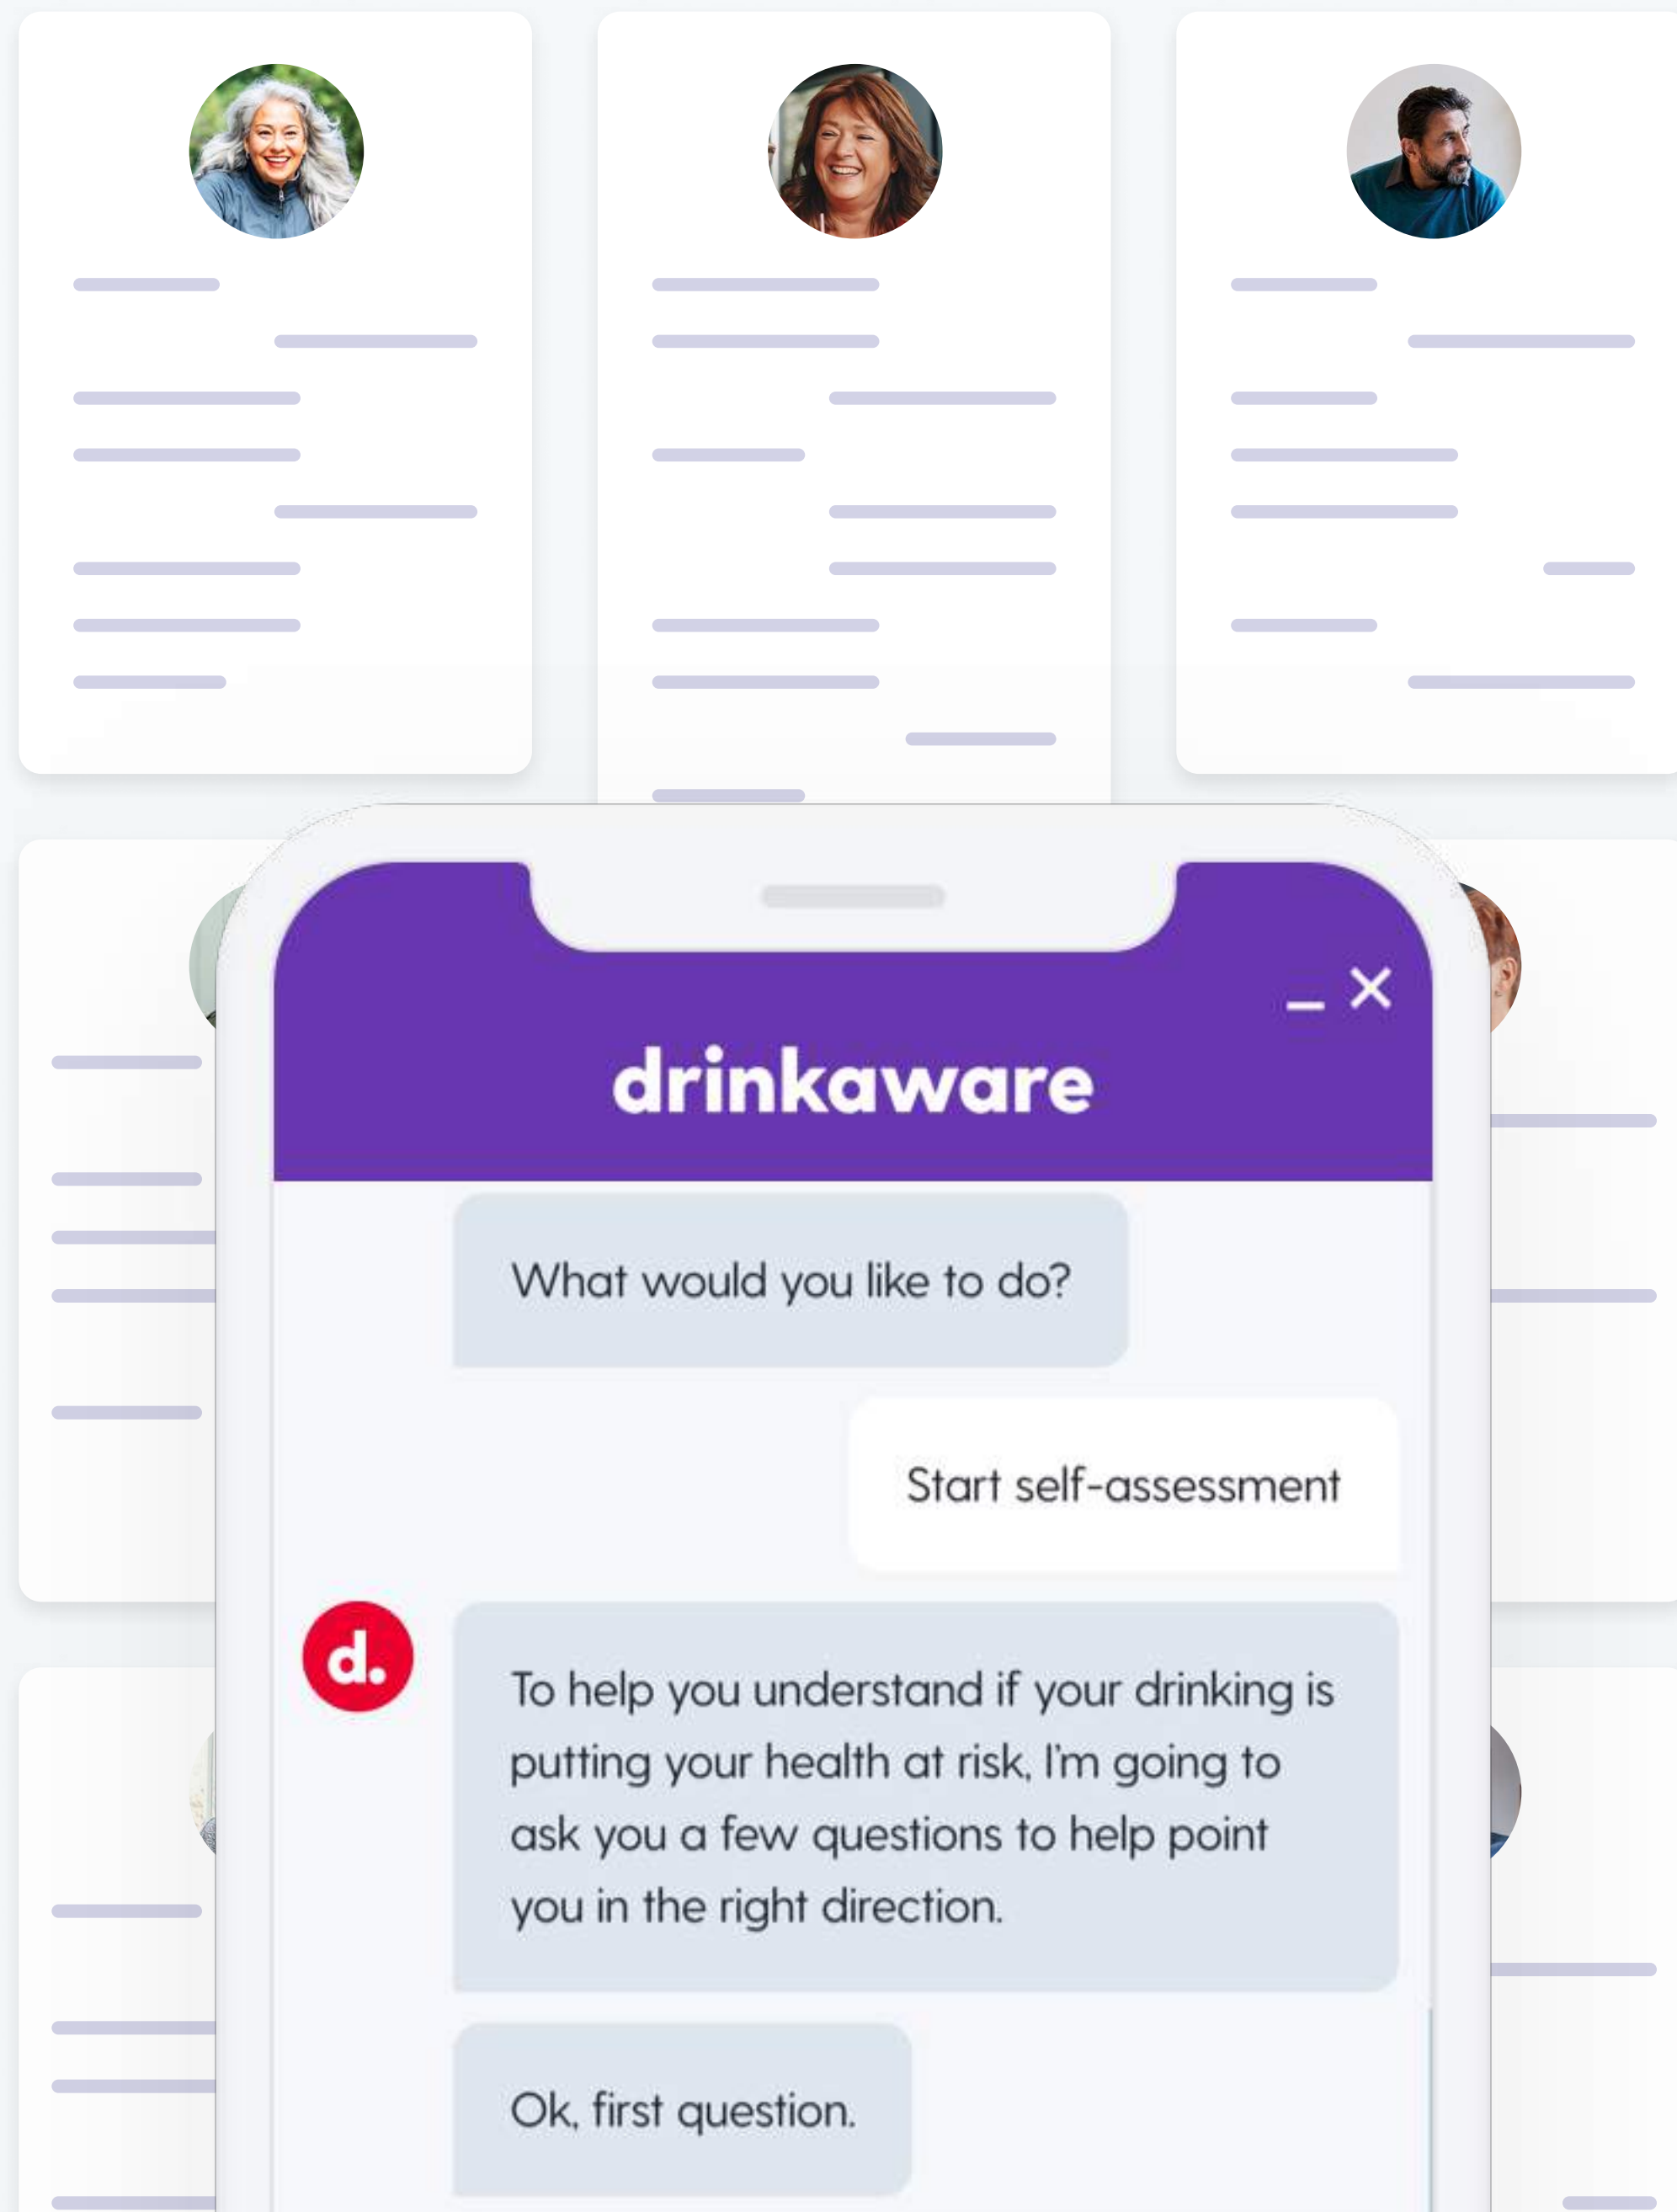 drinkaware
What would you like to do?
Start self-assessment
d.
To help you understand if your drinking is
putting your health at risk, I'm going to
ask you a few questions to help point
you in the right direction.
Ok, first question.